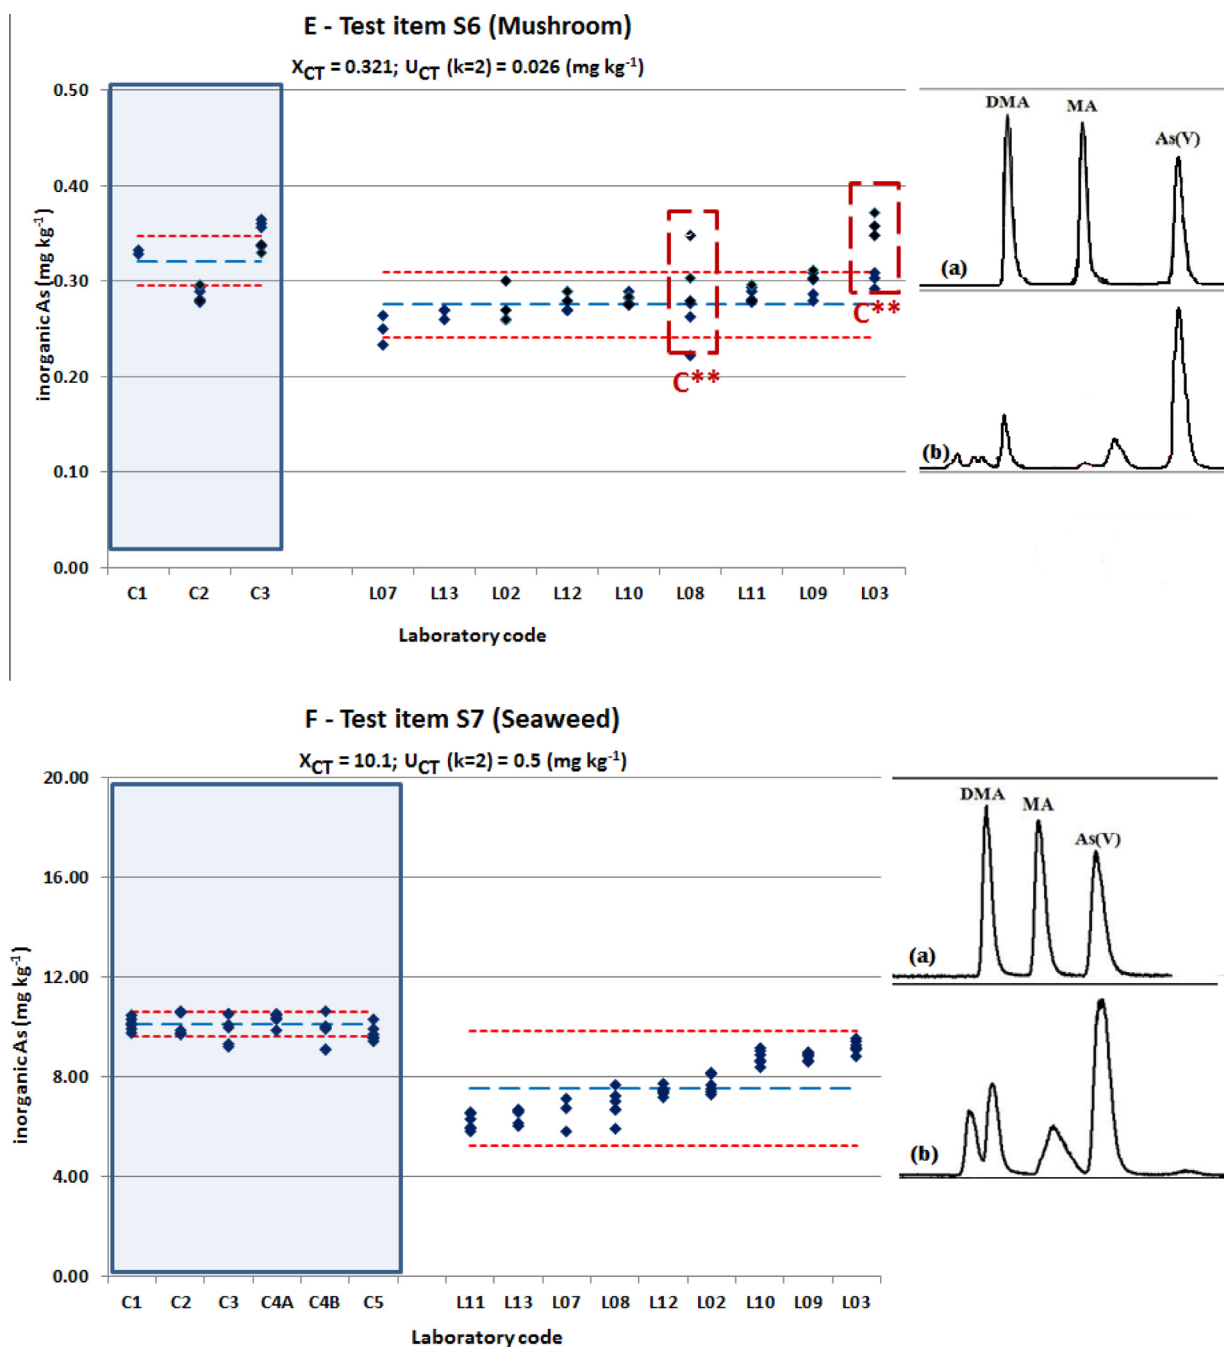 E - Test item S6 (Mushroom)
X_CT = 0.321; U_CT (k=2) = 0.026 (mg kg⁻¹)
inorganic As (mg kg⁻¹)
0.50
0.40
0.30
0.20
0.10
0.00
C**
C**
C1 C2 C3 L07 L13 L02 L12 L10 L08 L11 L09 L03
Laboratory code
DMA MA As(V)
(a)
(b)
F - Test item S7 (Seaweed)
X_CT = 10.1; U_CT (k=2) = 0.5 (mg kg⁻¹)
inorganic As (mg kg⁻¹)
20.00
16.00
12.00
8.00
4.00
0.00
C1 C2 C3 C4A C4B C5 L11 L13 L07 L08 L12 L02 L10 L09 L03
Laboratory code
DMA MA As(V)
(a)
(b)